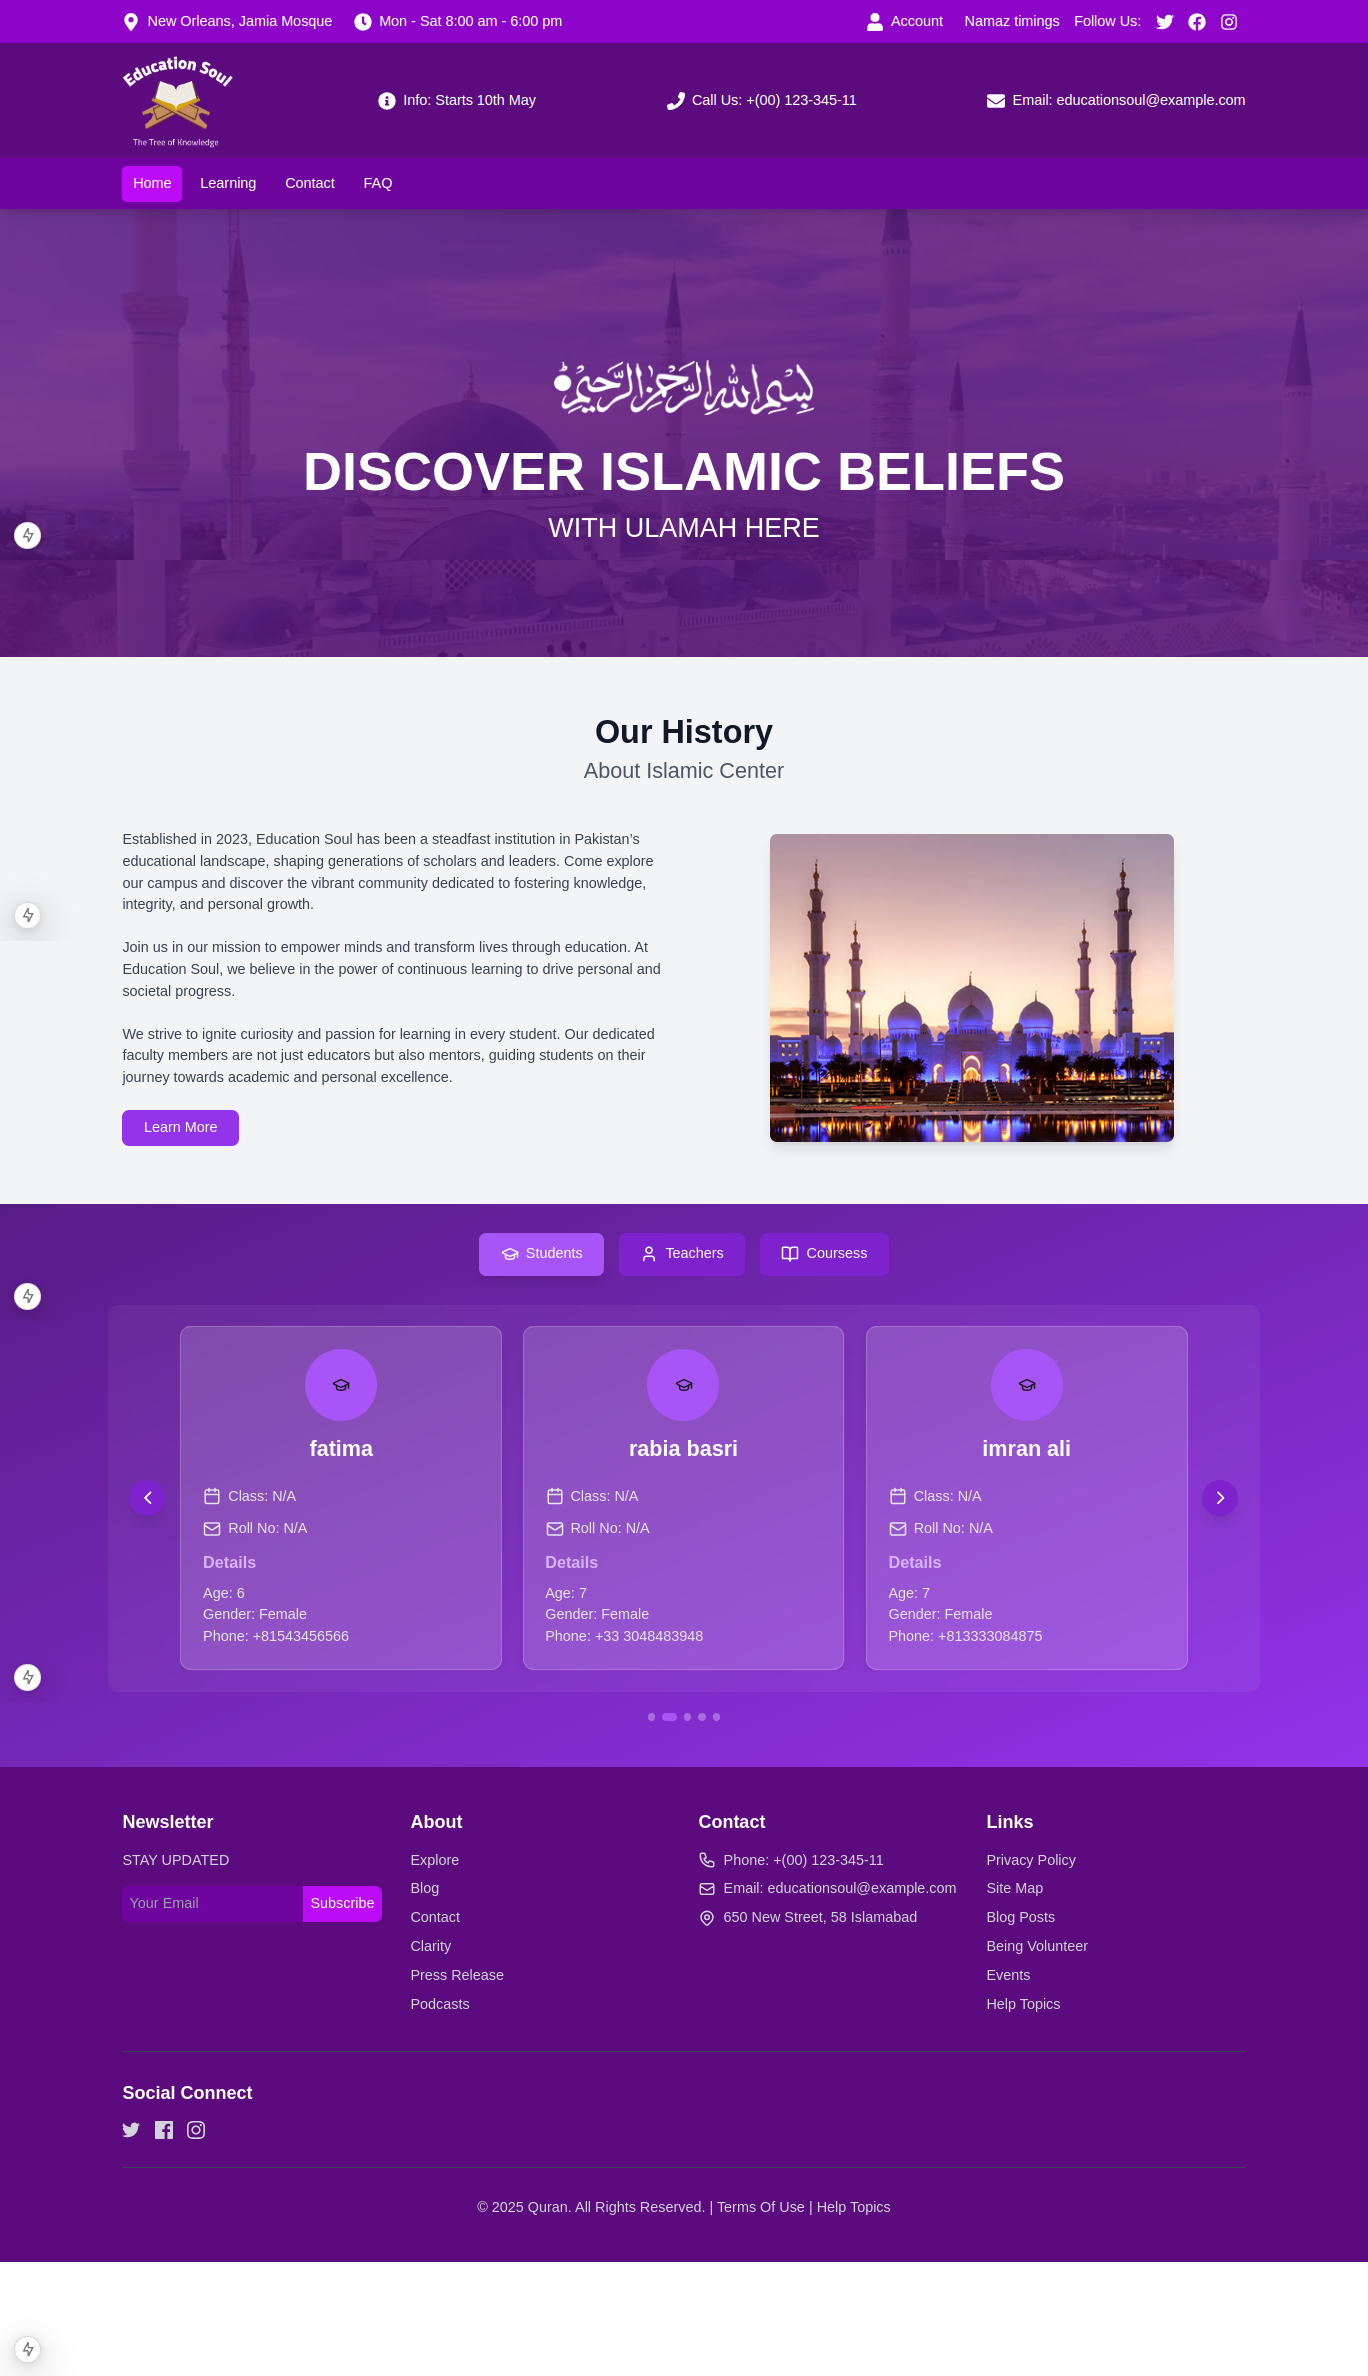 New Orleans, Jamia Mosque Mon - Sat 8:00 am - 6:00 pm Account Namaz timings Follow Us:
Education Soul
The Tree of Knowledge
Info: Starts 10th May Call Us: +(00) 123-345-11 Email: educationsoul@example.com
Home Learning Contact FAQ
بِسْمِ اللهِ الرَّحْمٰنِ الرَّحِيْمِ
DISCOVER ISLAMIC BELIEFS
WITH ULAMAH HERE
Our History
About Islamic Center
Established in 2023, Education Soul has been a steadfast institution in Pakistan’s
educational landscape, shaping generations of scholars and leaders. Come explore
our campus and discover the vibrant community dedicated to fostering knowledge,
integrity, and personal growth.
Join us in our mission to empower minds and transform lives through education. At
Education Soul, we believe in the power of continuous learning to drive personal and
societal progress.
We strive to ignite curiosity and passion for learning in every student. Our dedicated
faculty members are not just educators but also mentors, guiding students on their
journey towards academic and personal excellence.
Learn More
Students Teachers Coursess
fatima
Class: N/A
Roll No: N/A
Details
Age: 6
Gender: Female
Phone: +81543456566
rabia basri
Class: N/A
Roll No: N/A
Details
Age: 7
Gender: Female
Phone: +33 3048483948
imran ali
Class: N/A
Roll No: N/A
Details
Age: 7
Gender: Female
Phone: +813333084875
Newsletter
STAY UPDATED
Your Email Subscribe
About
Explore
Blog
Contact
Clarity
Press Release
Podcasts
Contact
Phone: +(00) 123-345-11
Email: educationsoul@example.com
650 New Street, 58 Islamabad
Links
Privacy Policy
Site Map
Blog Posts
Being Volunteer
Events
Help Topics
Social Connect
© 2025 Quran. All Rights Reserved. | Terms Of Use | Help Topics